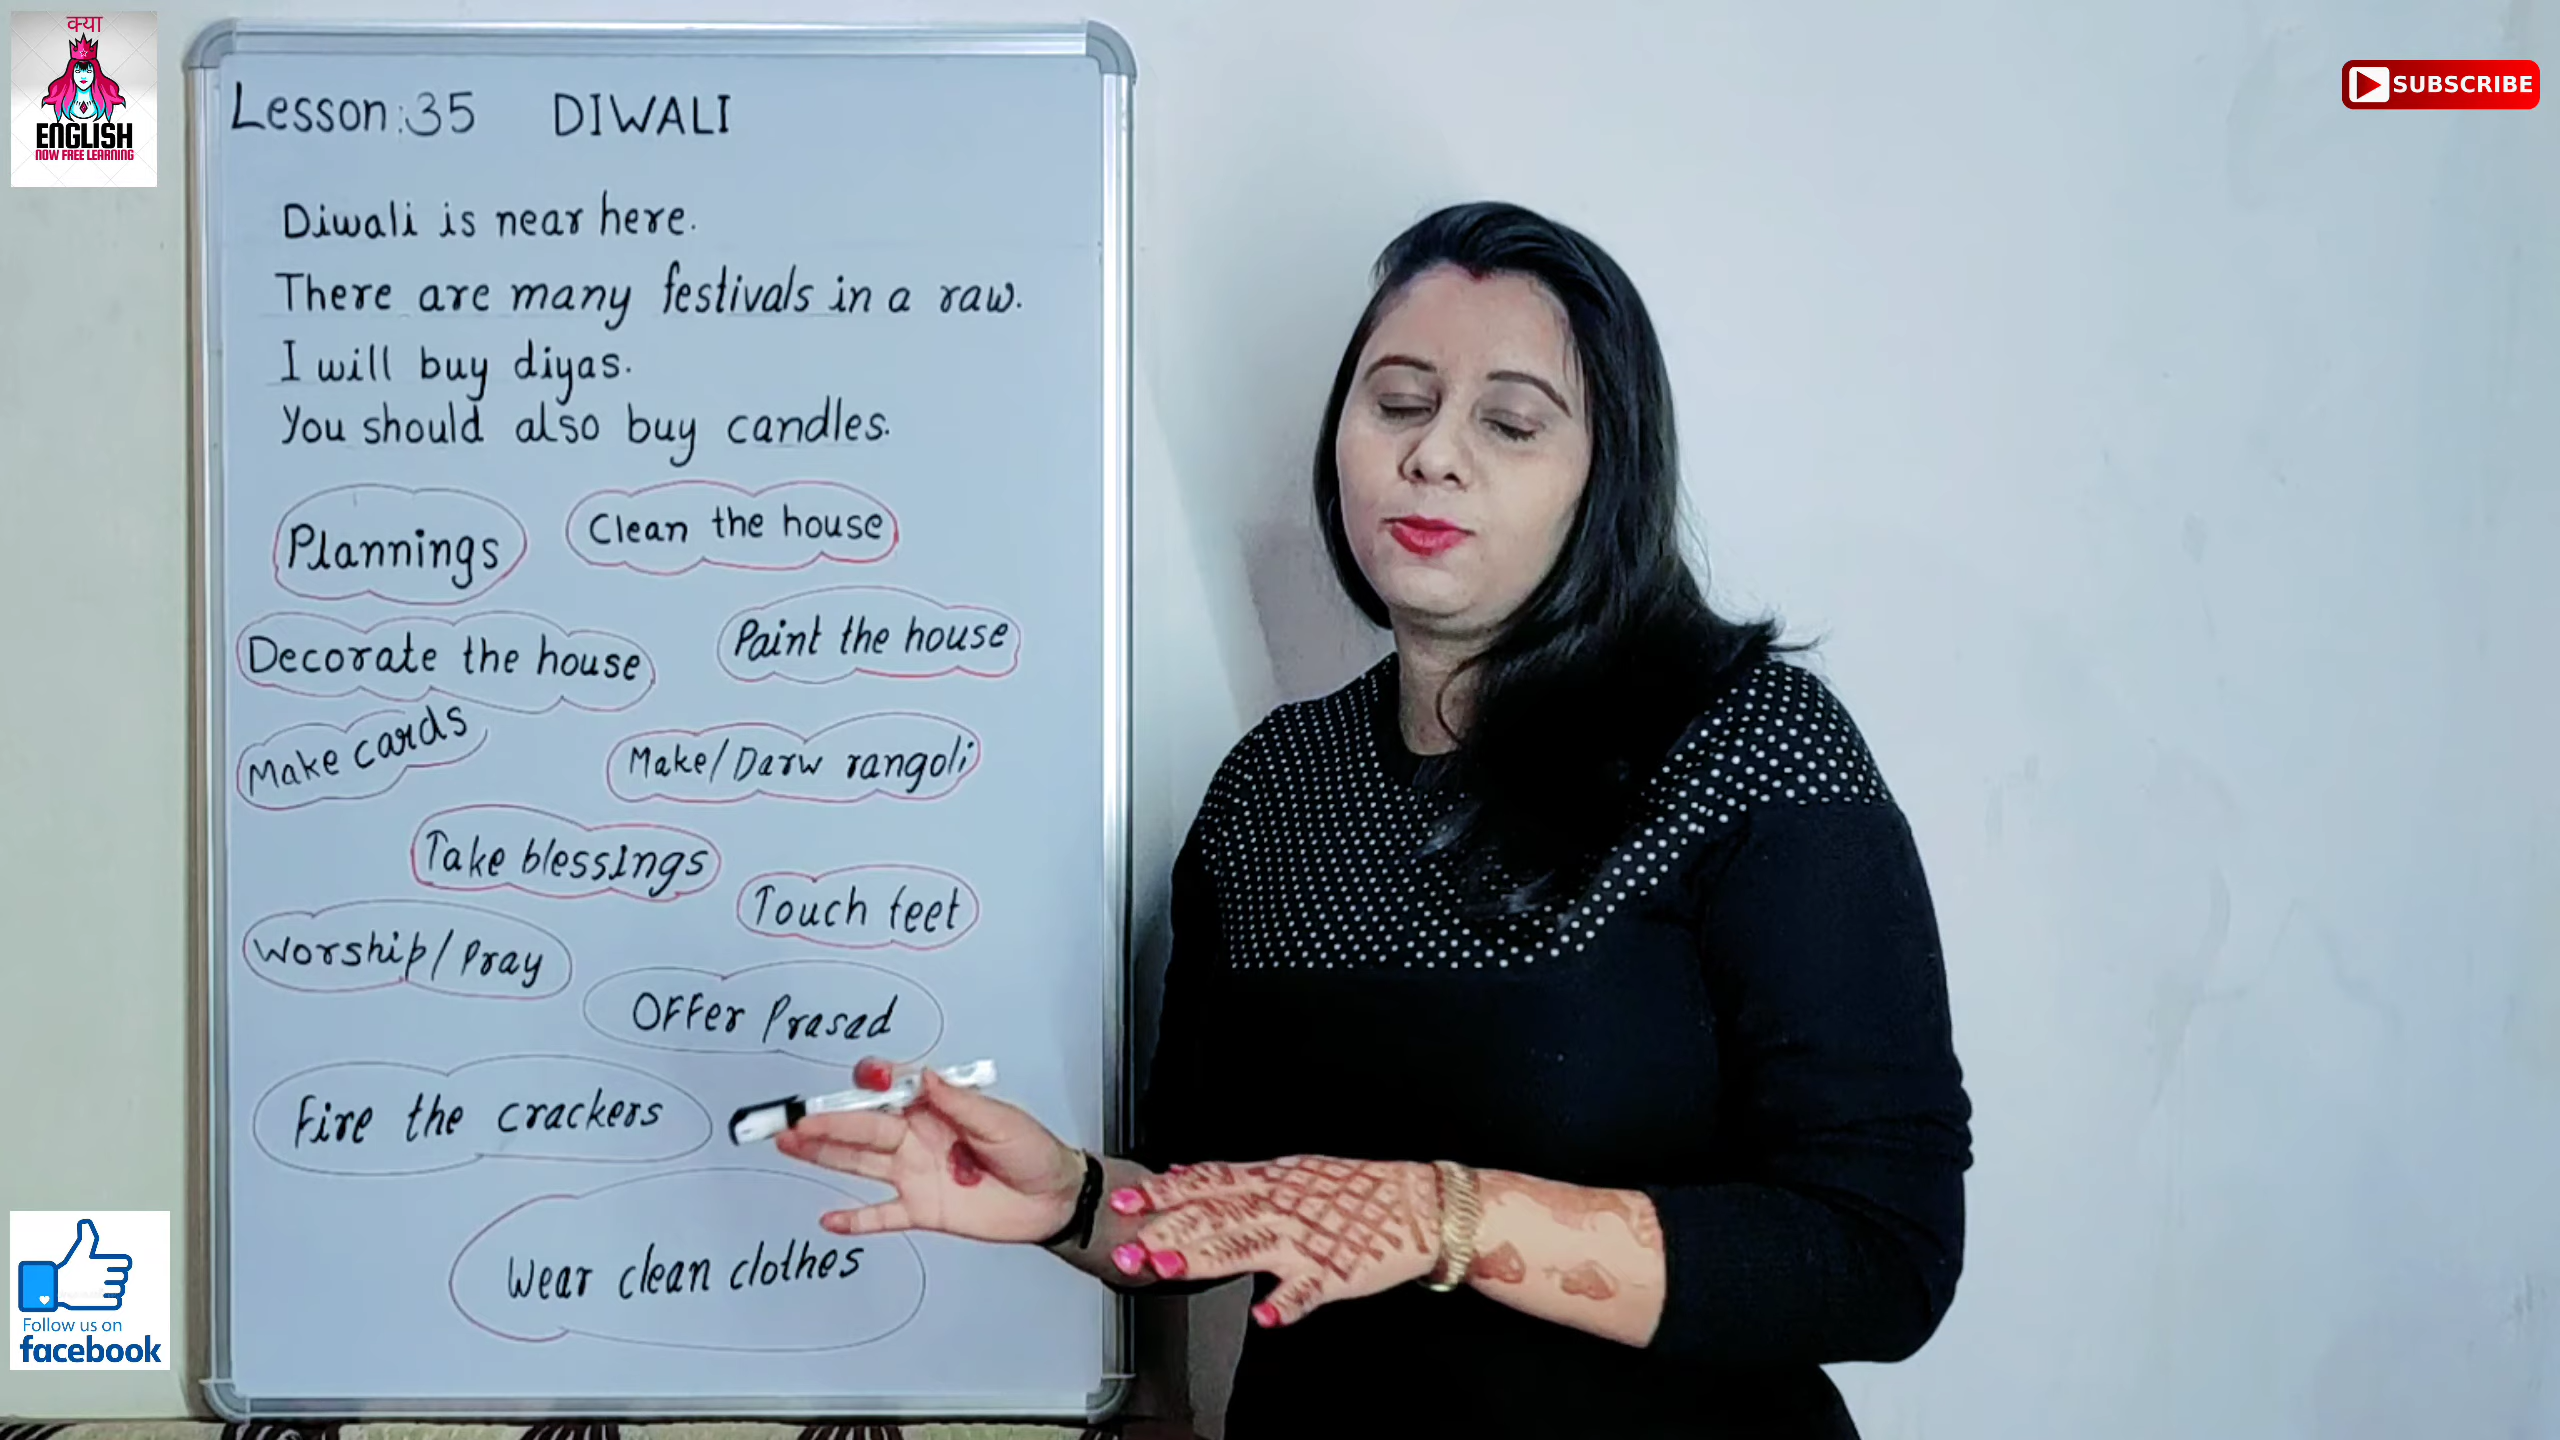 क्या
ENGLISH
NOW FREE LEARNING
SUBSCRIBE
Lesson:35 DIWALI
Diwali is near here.
There are many festivals in a raw.
I will buy diyas.
You should also buy candles.
Plannings
Clean the house
Decorate the house
Paint the house
Make cards
Make/Darw rangoli
Take blessings
Touch feet
Worship/Pray
Offer Prasad
Fire the crackers
Wear clean clothes
Follow us on
facebook